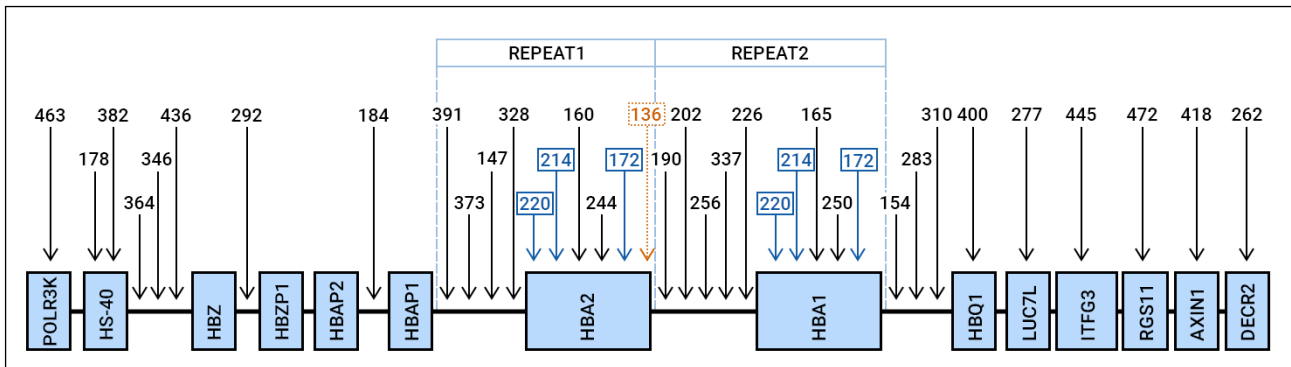 REPEAT1 REPEAT2
463 382 436 292 184 391 328 160 136 202 226 165 310 400 277 445 472 418 262
178 346 147 214 172 190 337 214 172 283
364 373 220 244 256 220 250 154
POLR3K HS-40 HBZ HBZP1 HBAP2 HBAP1 HBA2 HBA1 HBQ1 LUC7L ITFG3 RGS11 AXIN1 DECR2